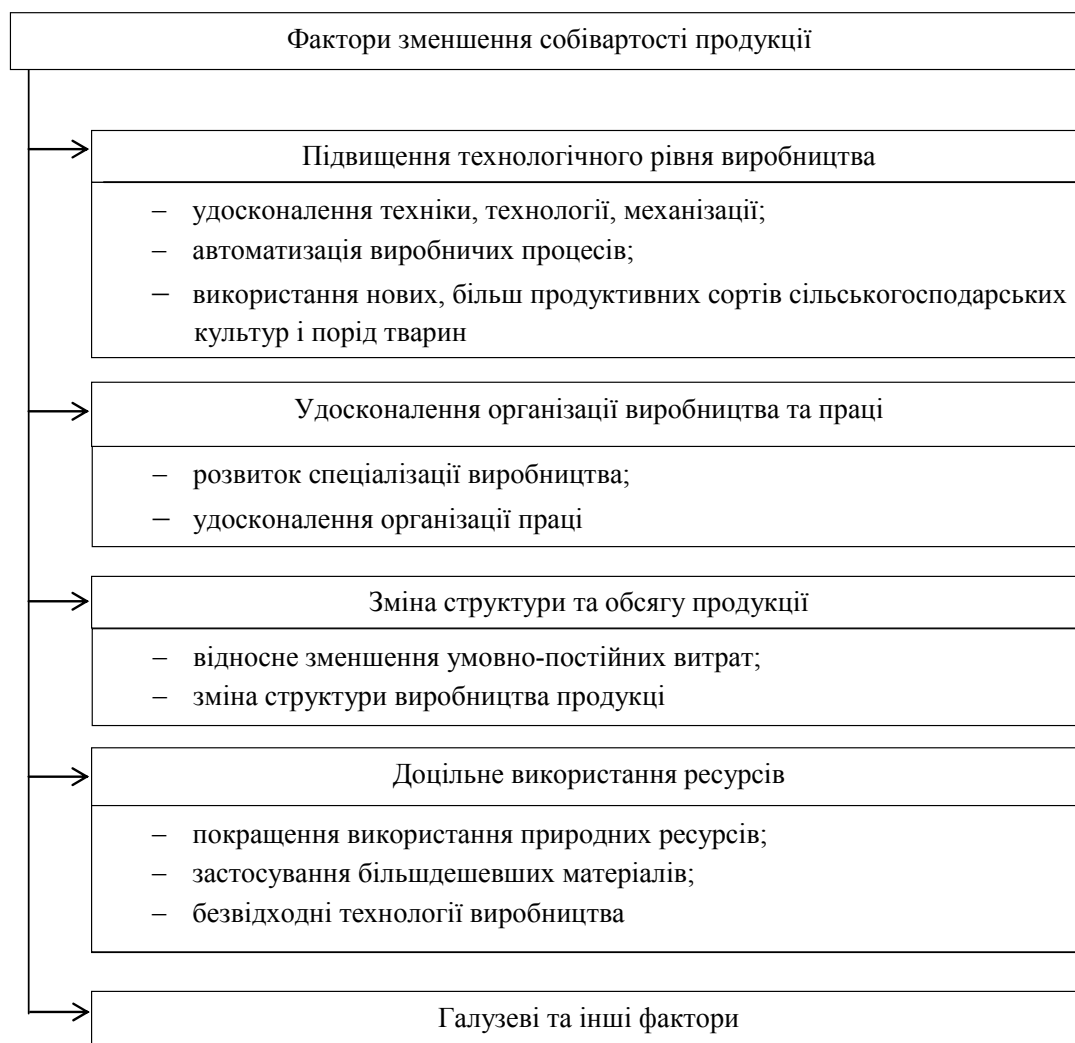 Фактори зменшення собівартості продукції
Підвищення технологічного рівня виробництва
– удосконалення техніки, технології, механізації;
– автоматизація виробничих процесів;
– використання нових, більш продуктивних сортів сільськогосподарських
культур і порід тварин
Удосконалення організації виробництва та праці
– розвиток спеціалізації виробництва;
– удосконалення організації праці
Зміна структури та обсягу продукції
– відносне зменшення умовно-постійних витрат;
– зміна структури виробництва продукці
Доцільне використання ресурсів
– покращення використання природних ресурсів;
– застосування більшдешевших матеріалів;
– безвідходні технології виробництва
Галузеві та інші фактори